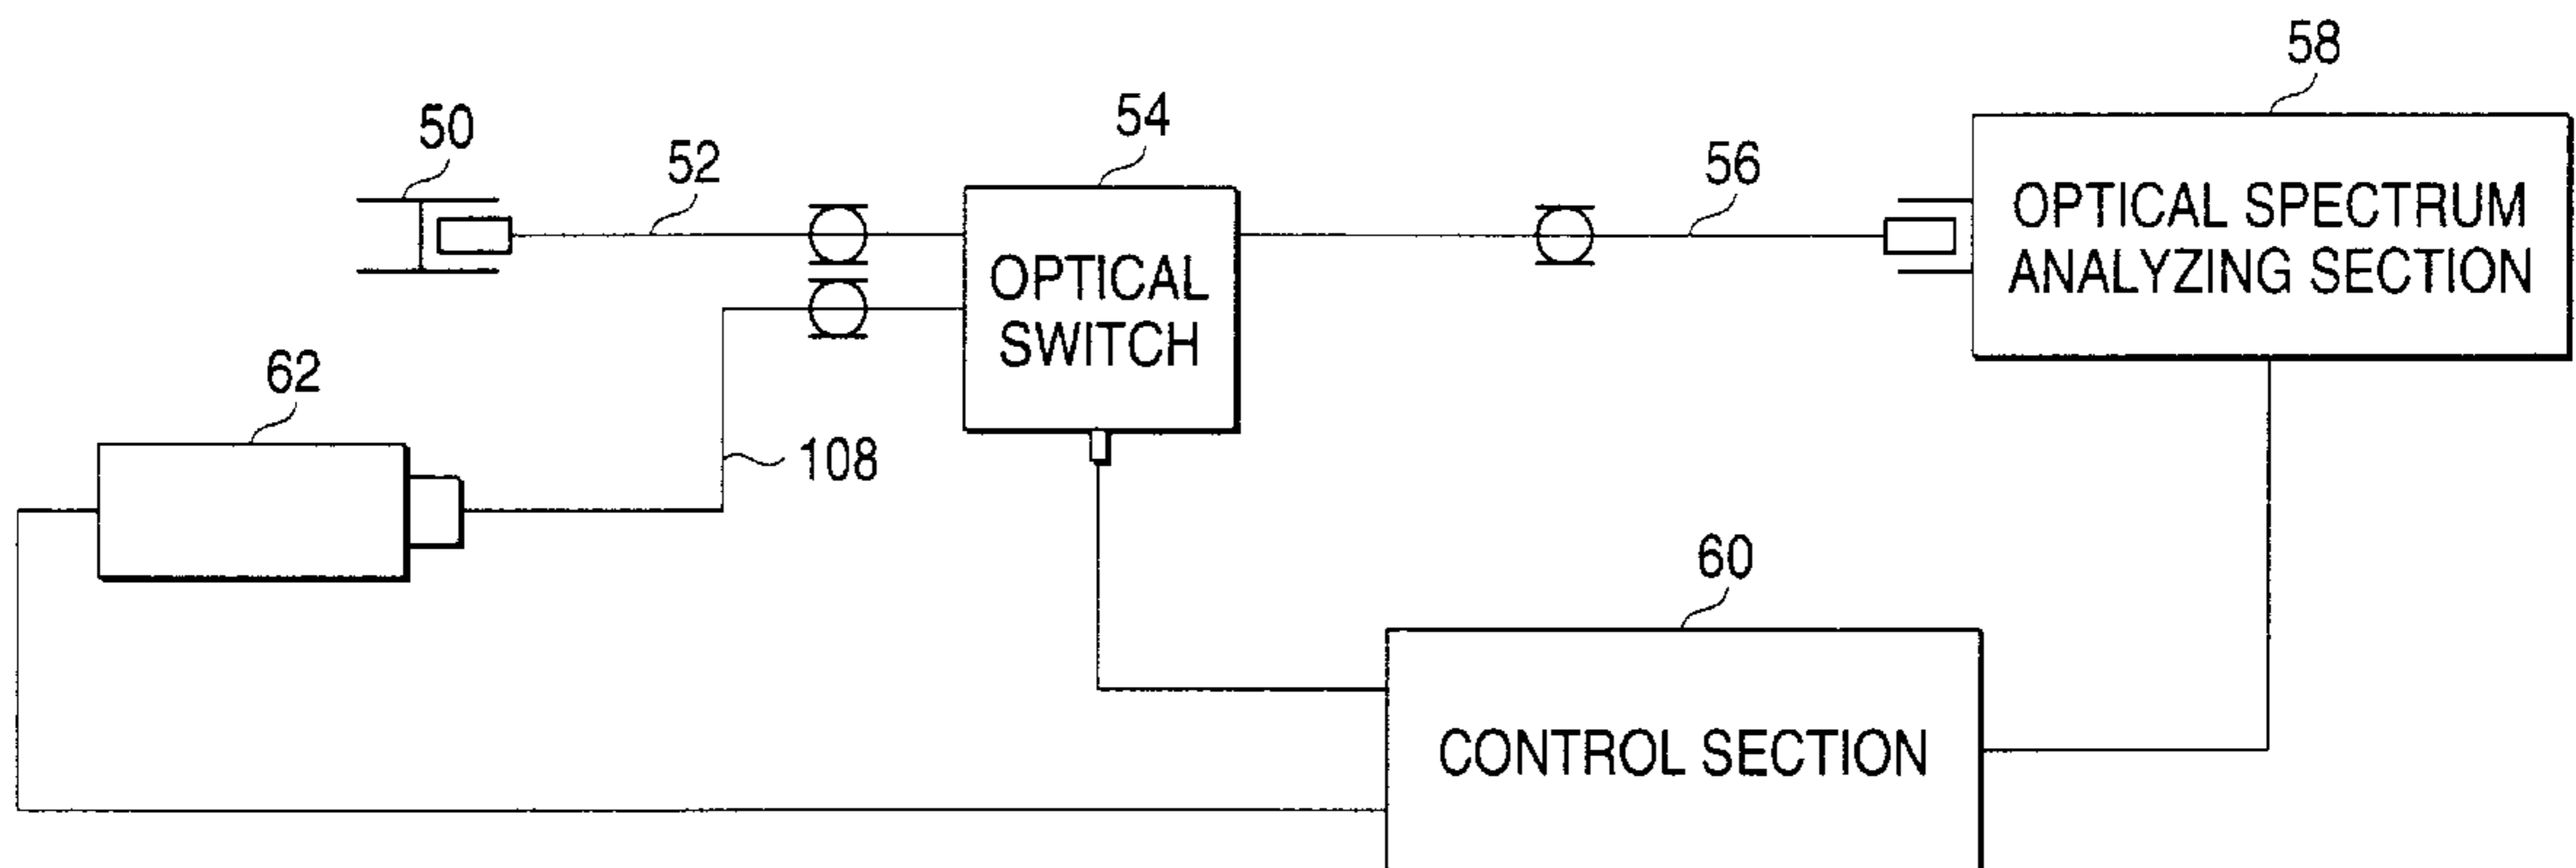 58
50
54
52
56
OPTICAL SPECTRUM
ANALYZING SECTION
OPTICAL
SWITCH
62
108
60
CONTROL SECTION